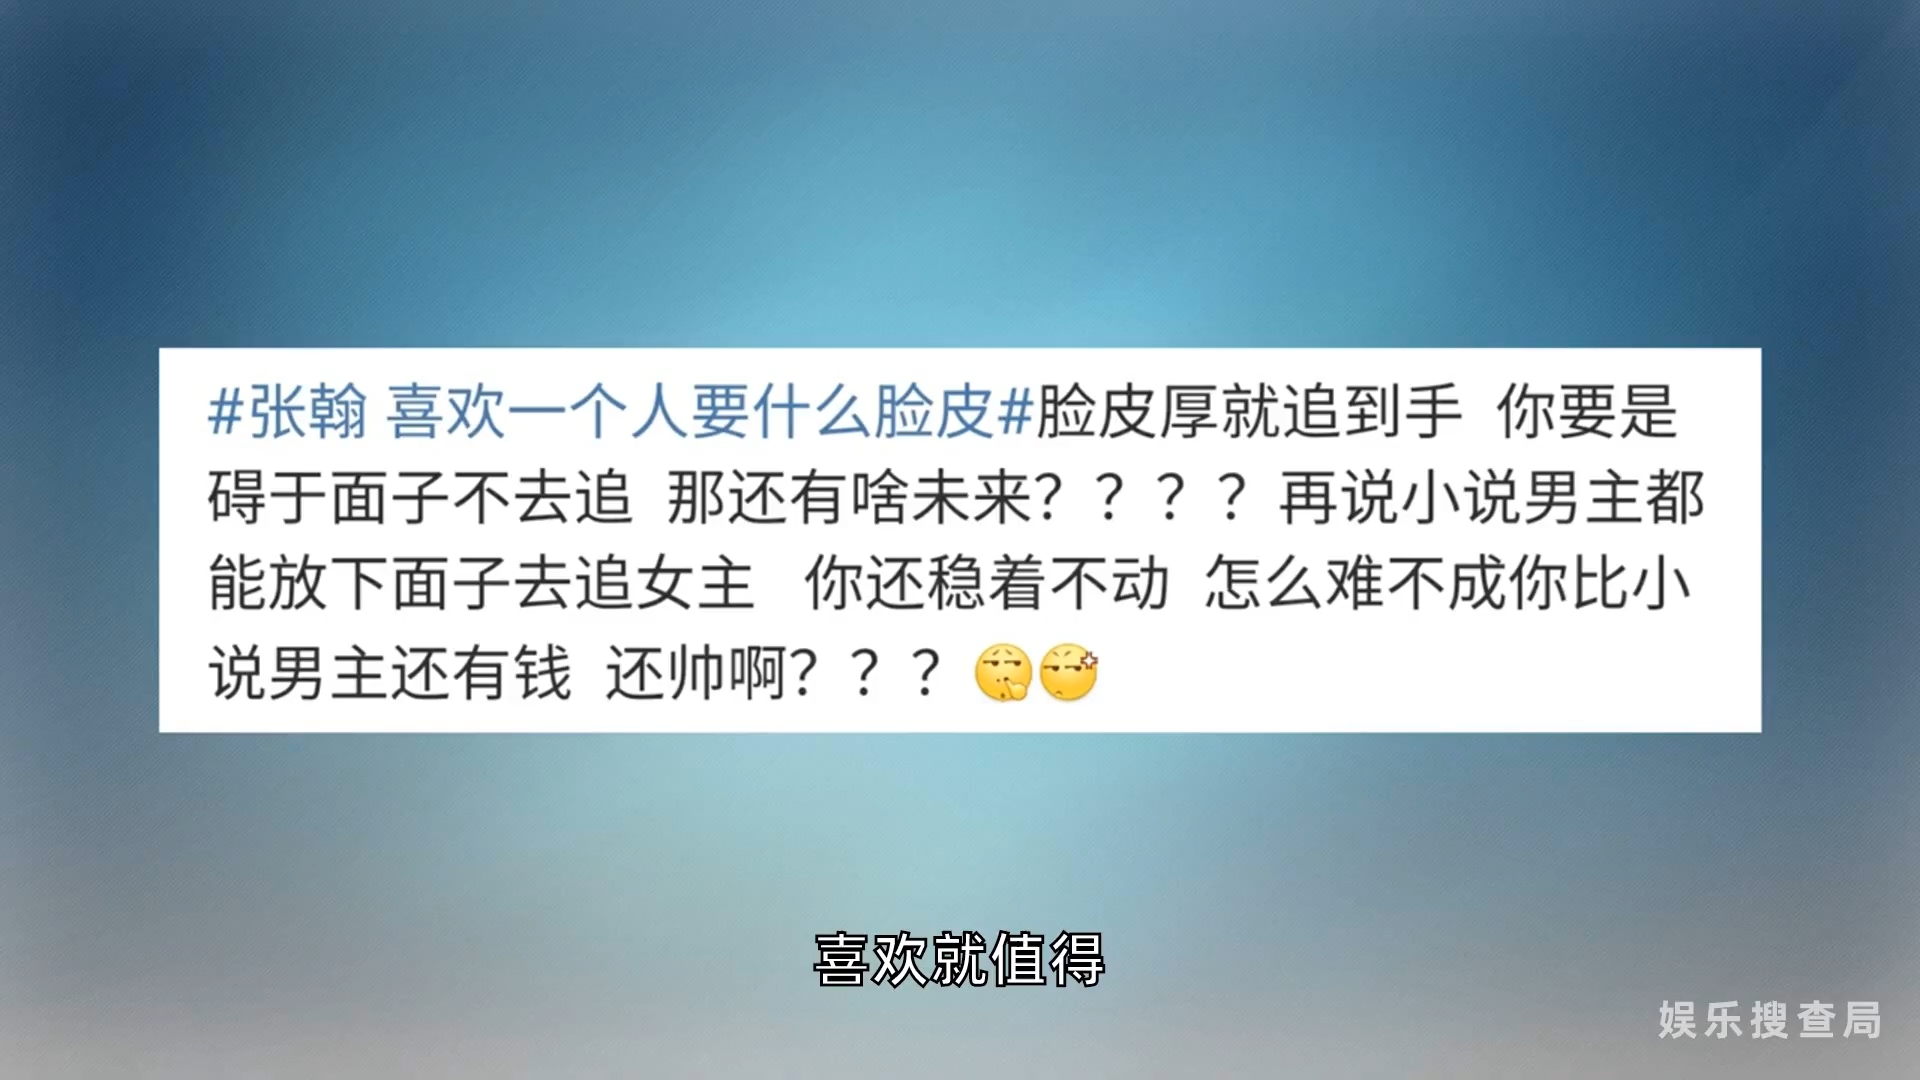 #张翰 喜欢一个人要什么脸皮#脸皮厚就追到手 你要是
碍于面子不去追 那还有啥未来？？？？再说小说男主都
能放下面子去追女主 你还稳着不动 怎么难不成你比小
说男主还有钱 还帅啊？？？
喜欢就值得
娱乐搜查局